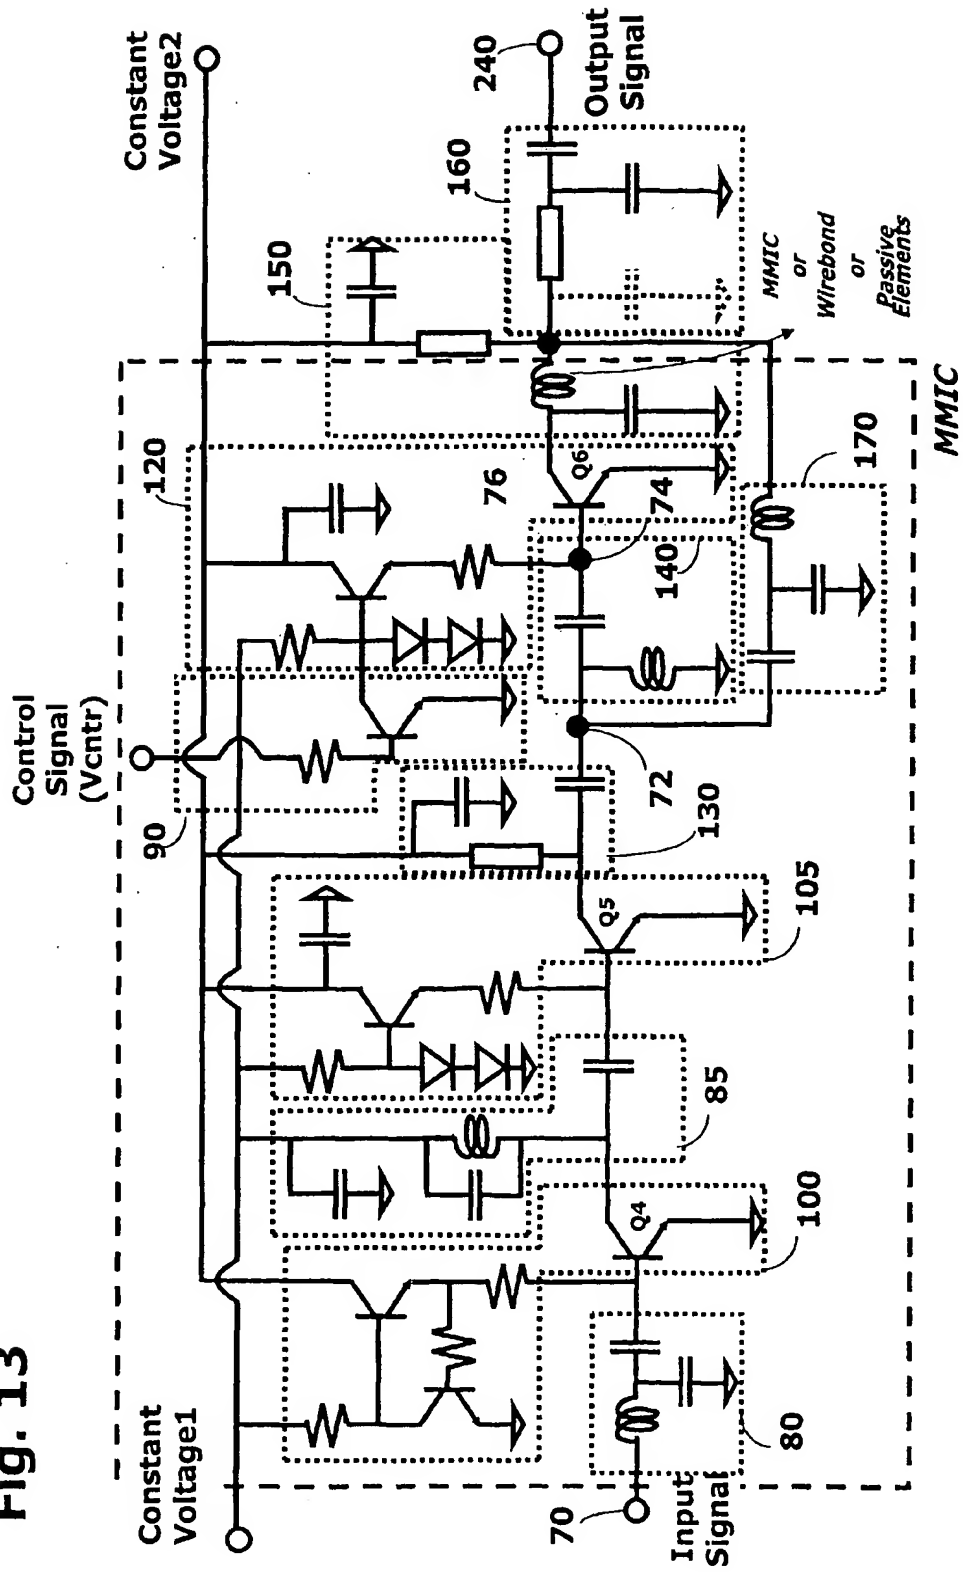 Fig. 13
Constant
Voltage1
Control
Signal
(Vcntr)
Constant
Voltage2
90
120
150
160
240
Output
Signal
76
Q6
74
140
72
130
Q5
105
85
Q4
100
80
70
Input
Signal
170
MMIC
or
Wirebond
or
Passive
Elements
MMIC